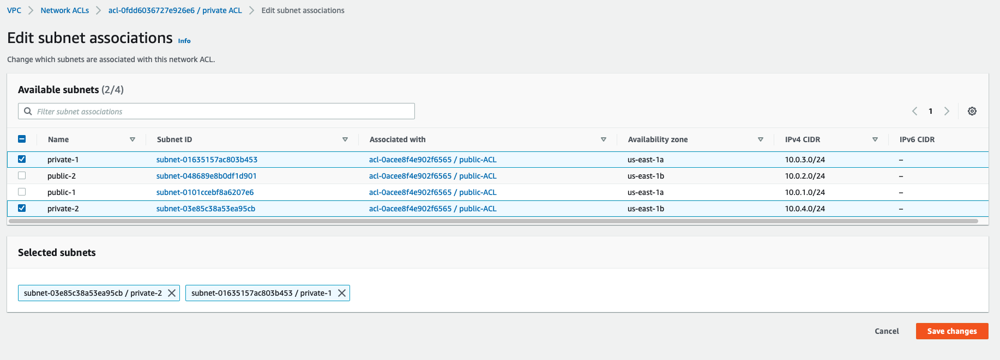 VPC > Network ACLs > acl-0fdd6036727e926e6 / private ACL > Edit subnet associations
Edit subnet associations Info
Change which subnets are associated with this network ACL.
Available subnets (2/4)
Filter subnet associations
1
Name Subnet ID Associated with Availability zone IPv4 CIDR IPv6 CIDR
private-1 subnet-01635157ac803b453 acl-0acee8f4e902f6565 / public-ACL us-east-1a 10.0.3.0/24 –
public-2 subnet-048689e8b0df1d901 acl-0acee8f4e902f6565 / public-ACL us-east-1b 10.0.2.0/24 –
public-1 subnet-0101ccebf8a6207e6 acl-0acee8f4e902f6565 / public-ACL us-east-1a 10.0.1.0/24 –
private-2 subnet-03e85c38a53ea95cb acl-0acee8f4e902f6565 / public-ACL us-east-1b 10.0.4.0/24 –
Selected subnets
subnet-03e85c38a53ea95cb / private-2 subnet-01635157ac803b453 / private-1
Cancel Save changes